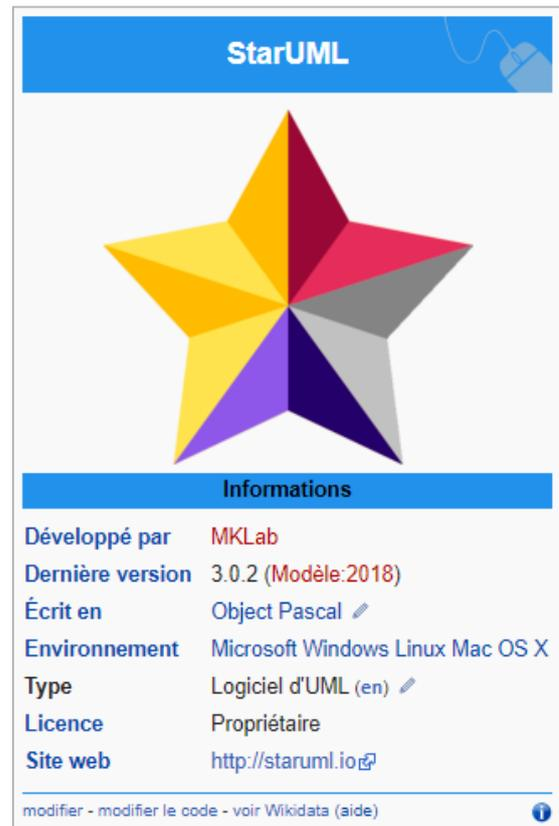 StarUML
Informations
Développé par MKLab
Dernière version 3.0.2 (Modèle:2018)
Écrit en Object Pascal
Environnement Microsoft Windows Linux Mac OS X
Type Logiciel d'UML (en)
Licence Propriétaire
Site web http://staruml.io
modifier - modifier le code - voir Wikidata (aide)